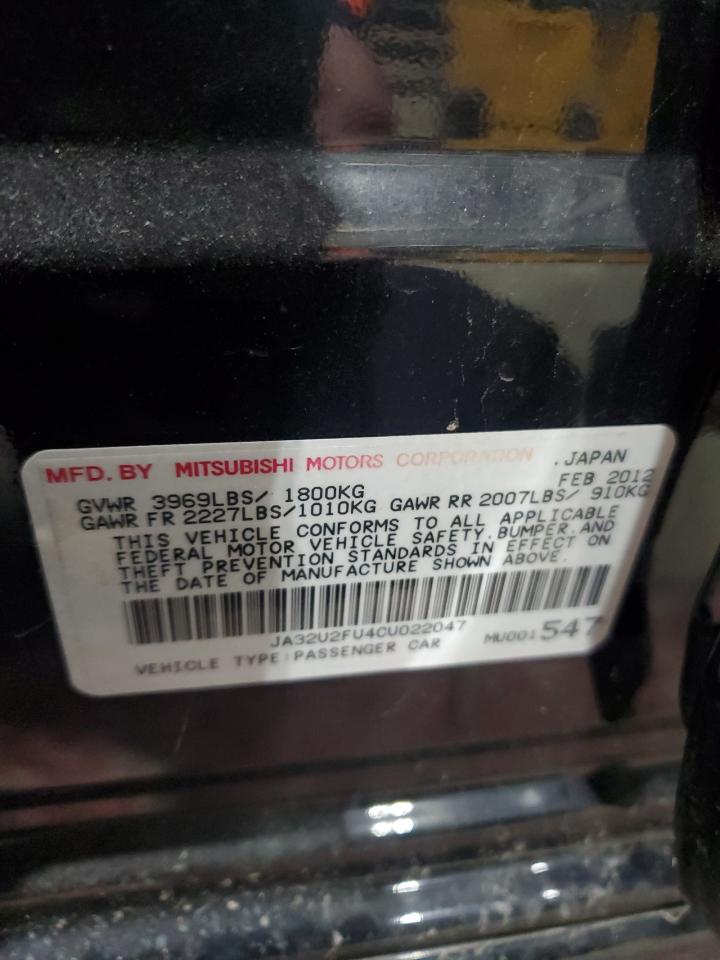 MFD. BY MITSUBISHI MOTORS CORPORATION. JAPAN
GVWR 3969LBS/ 1800KG FEB 2012
GAWR FR 2227LBS/1010KG GAWR RR 2007LBS/ 910KG
THIS VEHICLE CONFORMS TO ALL APPLICABLE
FEDERAL MOTOR VEHICLE SAFETY.BUMPER.AND
THEFT PREVENTION STANDARDS IN EFFECT ON
THE DATE OF MANUFACTURE SHOWN ABOVE.
JA32U2FU4CU022047
VEHICLE TYPE:PASSENGER CAR MU001547